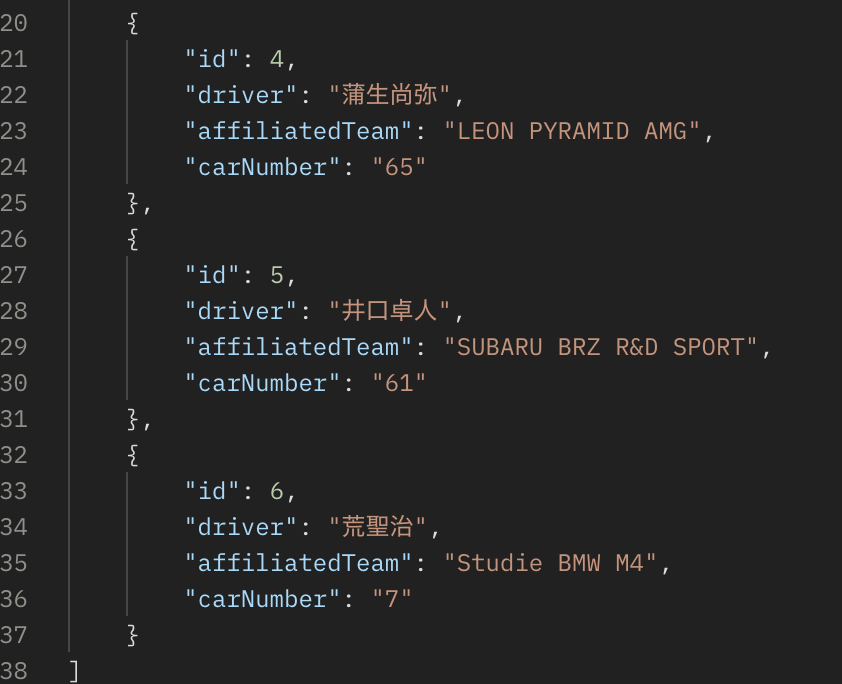 20 {
21 "id": 4,
22 "driver": "蒲生尚弥",
23 "affiliatedTeam": "LEON PYRAMID AMG",
24 "carNumber": "65"
25 },
26 {
27 "id": 5,
28 "driver": "井口卓人",
29 "affiliatedTeam": "SUBARU BRZ R&D SPORT",
30 "carNumber": "61"
31 },
32 {
33 "id": 6,
34 "driver": "荒聖治",
35 "affiliatedTeam": "Studie BMW M4",
36 "carNumber": "7"
37 }
38 ]